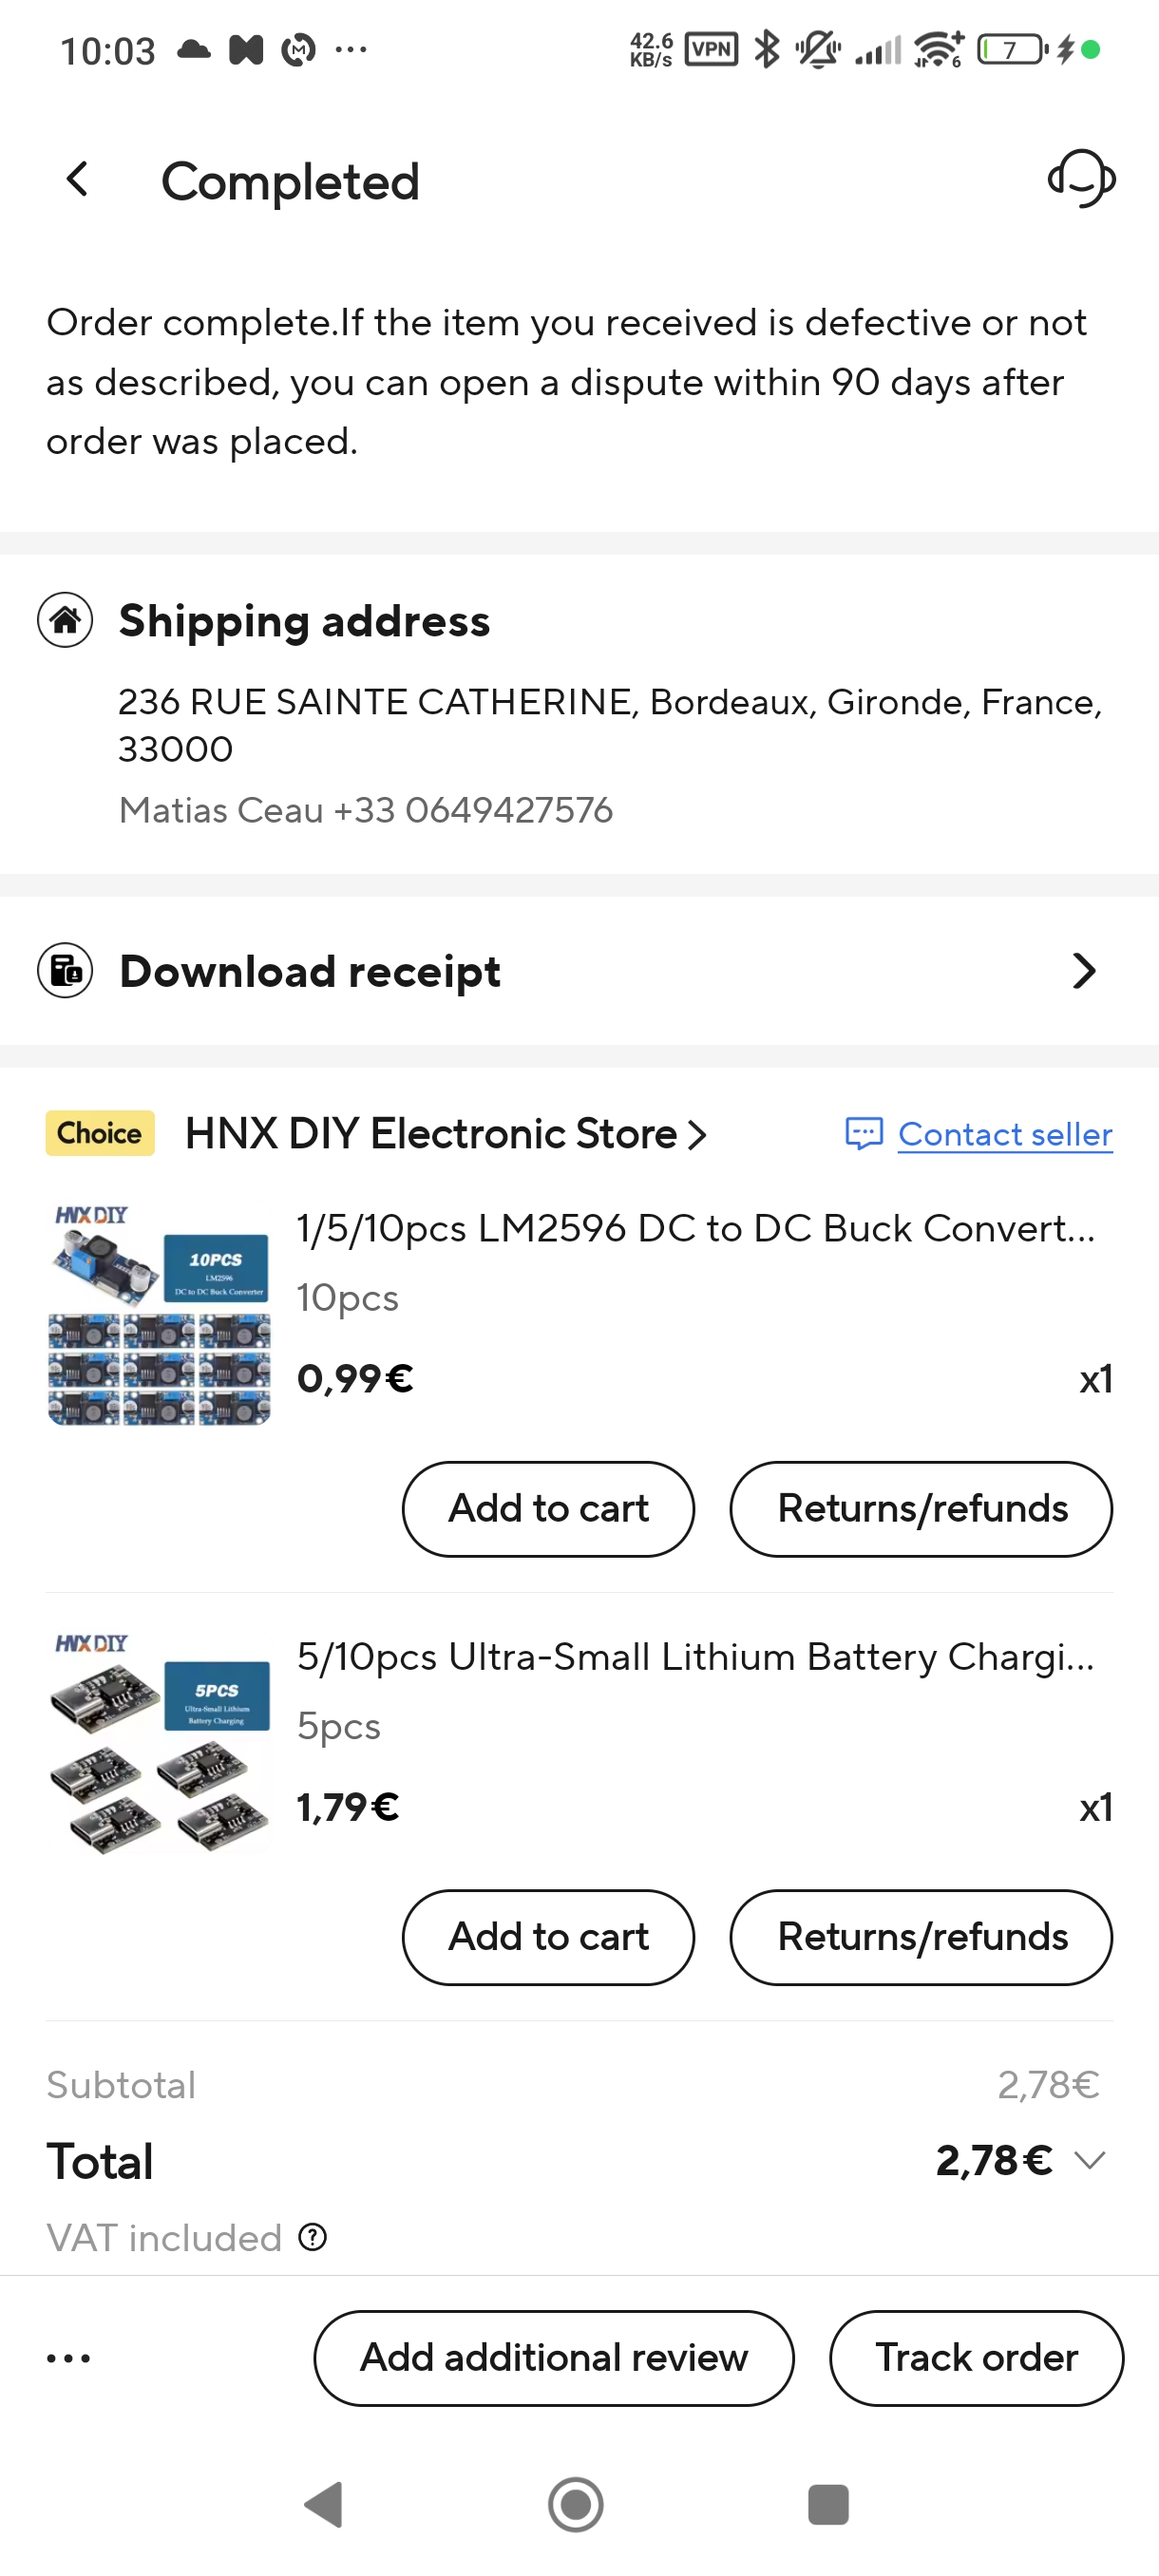 10:03
42.6
KB/s
VPN
6
7
Completed
Order complete.If the item you received is defective or not
as described, you can open a dispute within 90 days after
order was placed.
Shipping address
236 RUE SAINTE CATHERINE, Bordeaux, Gironde, France,
33000
Matias Ceau +33 0649427576
Download receipt
Choice
HNX DIY Electronic Store
Contact seller
HNX DIY
10PCS
LM2596
DC to DC Buck Converter
1/5/10pcs LM2596 DC to DC Buck Convert...
10pcs
0,99€
x1
Add to cart
Returns/refunds
HNX DIY
5PCS
Ultra-Small Lithium
Battery Charging
5/10pcs Ultra-Small Lithium Battery Chargi...
5pcs
1,79€
x1
Add to cart
Returns/refunds
Subtotal
2,78€
Total
2,78€
VAT included
Add additional review
Track order